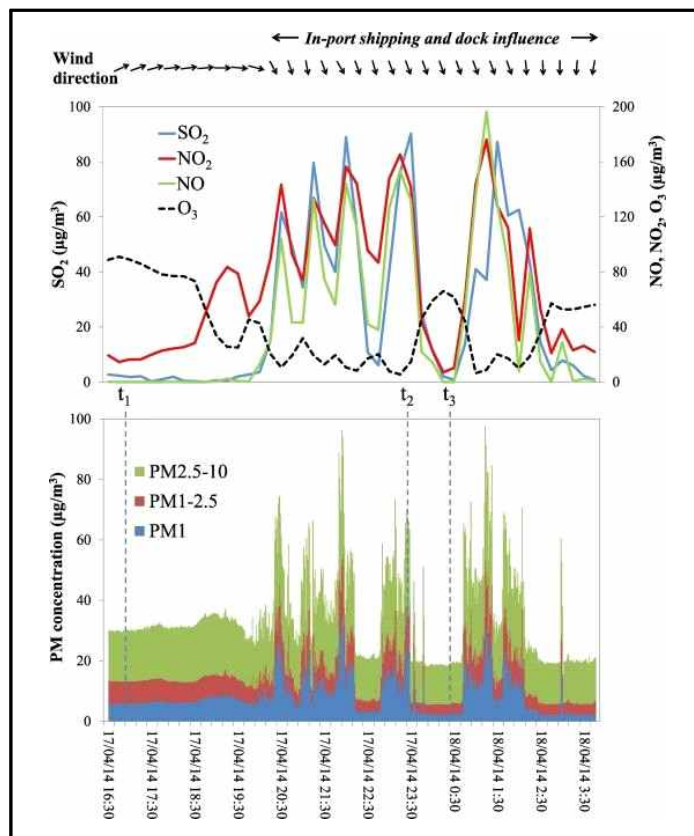 In-port shipping and dock influence
Wind direction
100
80
60
40
20
0
SO₂ (µg/m³)
SO₂
NO₂
NO
O₃
200
160
120
80
40
0
NO, NO₂, O₃ (µg/m³)
t₁
t₂
t₃
100
80
60
40
20
0
PM concentration (µg/m³)
PM2.5-10
PM1-2.5
PM1
17/04/14 16:30
17/04/14 17:30
17/04/14 18:30
17/04/14 19:30
17/04/14 20:30
17/04/14 21:30
17/04/14 22:30
17/04/14 23:30
18/04/14 0:30
18/04/14 1:30
18/04/14 2:30
18/04/14 3:30